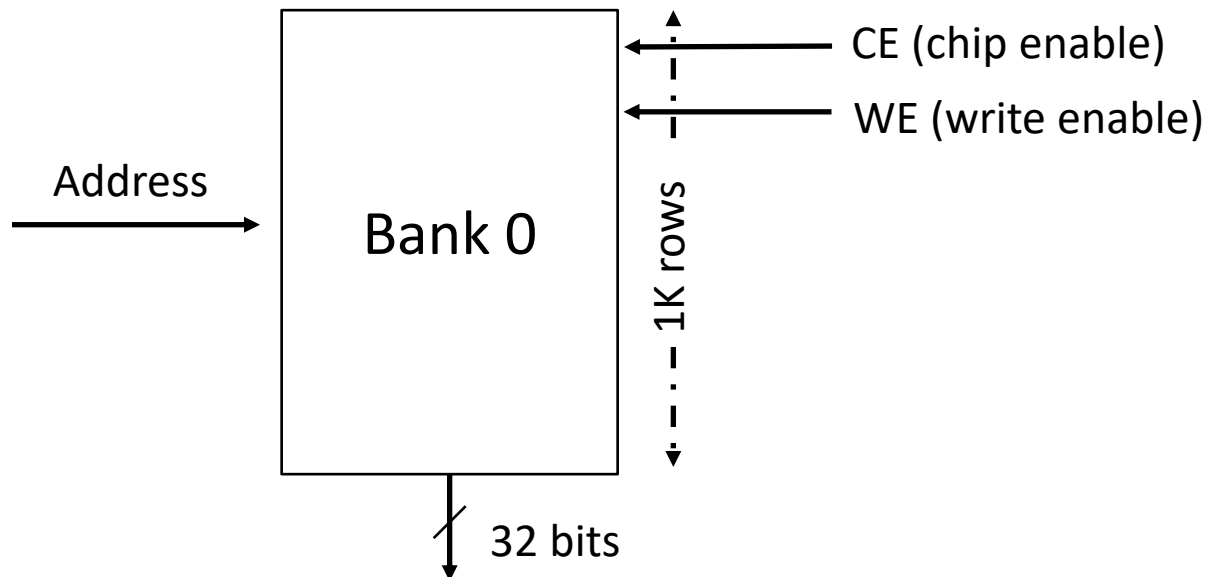 CE (chip enable)
WE (write enable)
Address
Bank 0
1K rows
32 bits